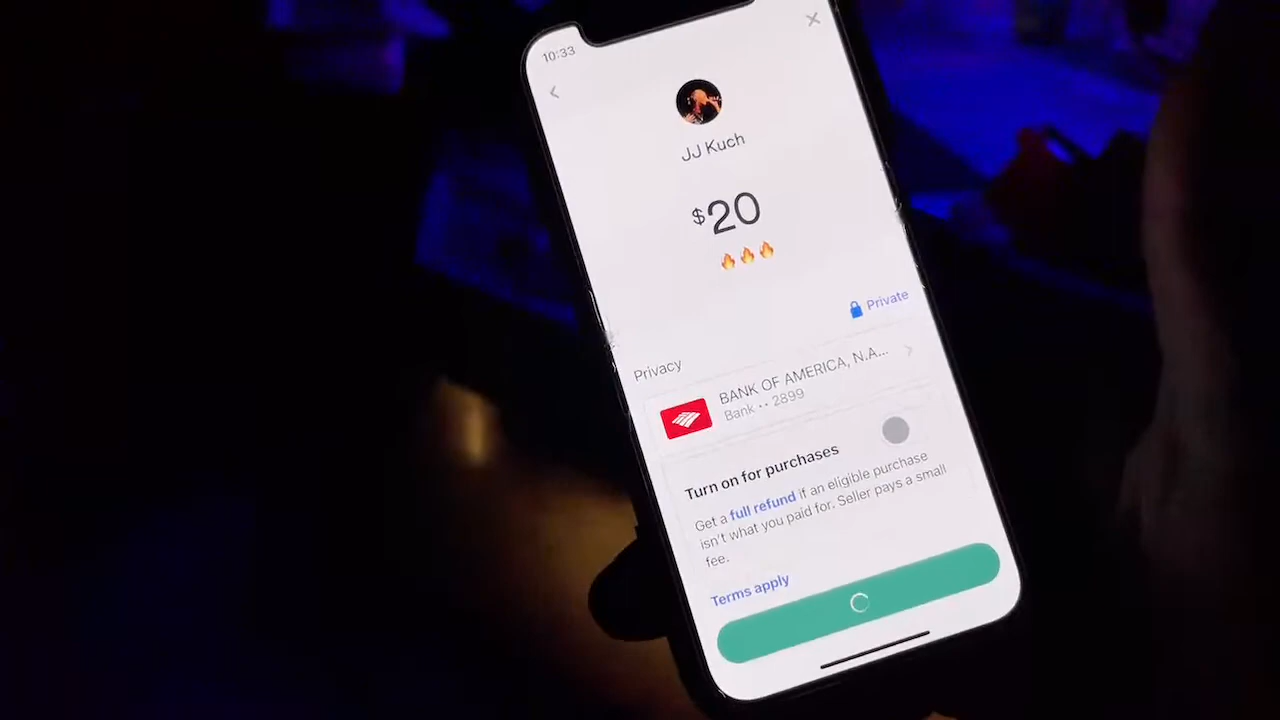 10:33
JJ Kuch
$20
🔥🔥🔥
Private
Privacy
BANK OF AMERICA, N.A...
Bank •• 2899
Turn on for purchases
Get a full refund if an eligible purchase
isn't what you paid for. Seller pays a small
fee.
Terms apply